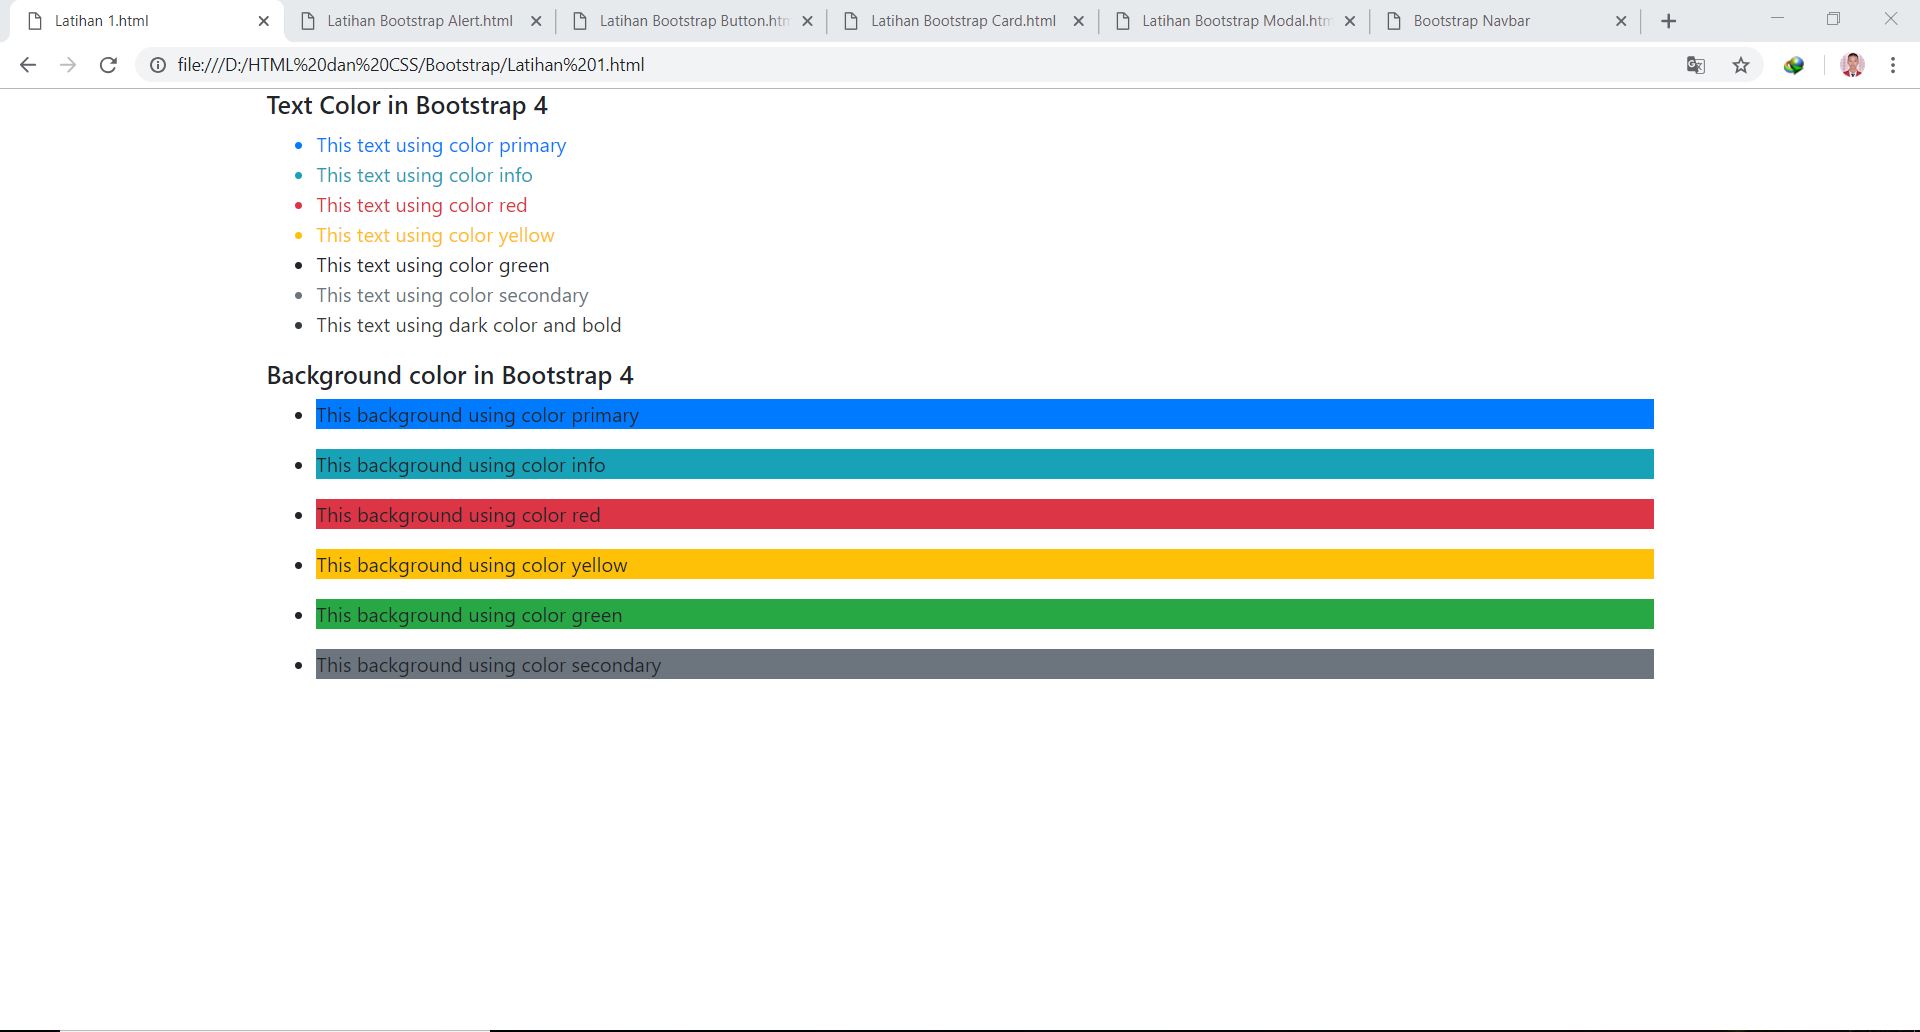 Latihan 1.html
Latihan Bootstrap Alert.html
Latihan Bootstrap Button.htm
Latihan Bootstrap Card.html
Latihan Bootstrap Modal.htm
Bootstrap Navbar
file:///D:/HTML%20dan%20CSS/Bootstrap/Latihan%201.html
Text Color in Bootstrap 4
This text using color primary
This text using color info
This text using color red
This text using color yellow
This text using color green
This text using color secondary
This text using dark color and bold
Background color in Bootstrap 4
This background using color primary
This background using color info
This background using color red
This background using color yellow
This background using color green
This background using color secondary